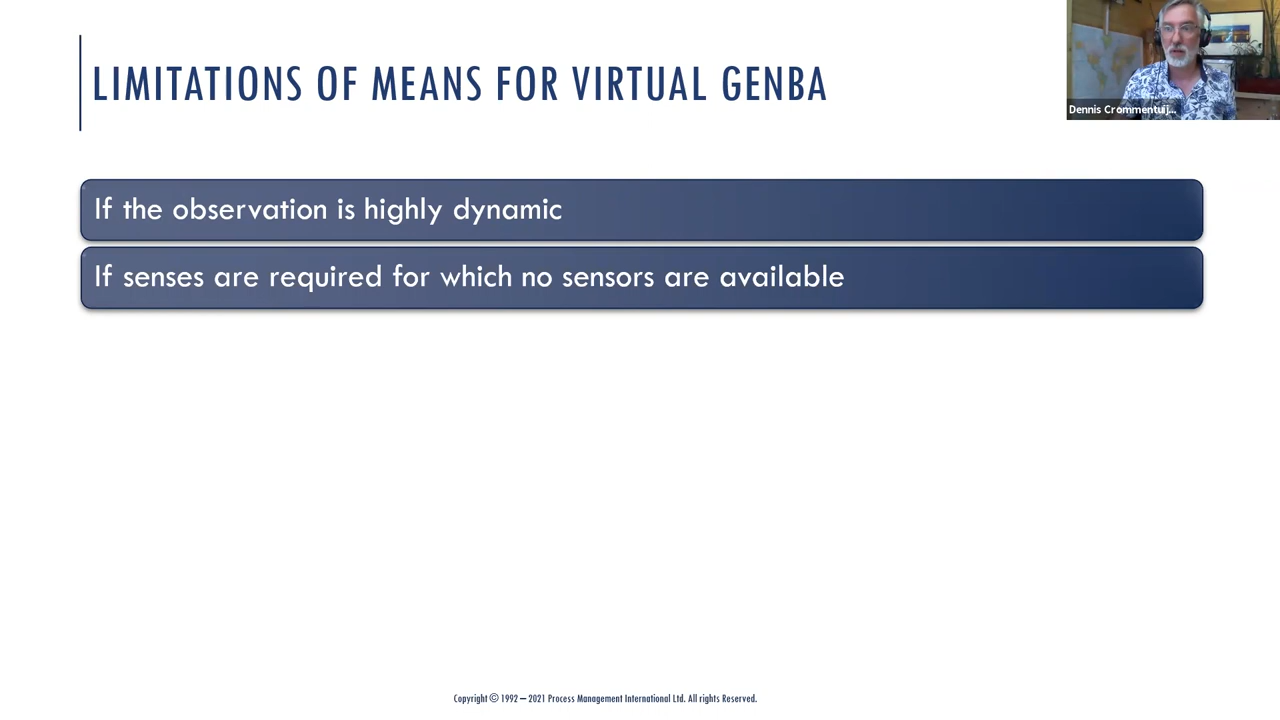 LIMITATIONS OF MEANS FOR VIRTUAL GENBA
Dennis Crommentuij...
If the observation is highly dynamic
If senses are required for which no sensors are available
Copyright © 1992 – 2021 Process Management International Ltd. All rights Reserved.